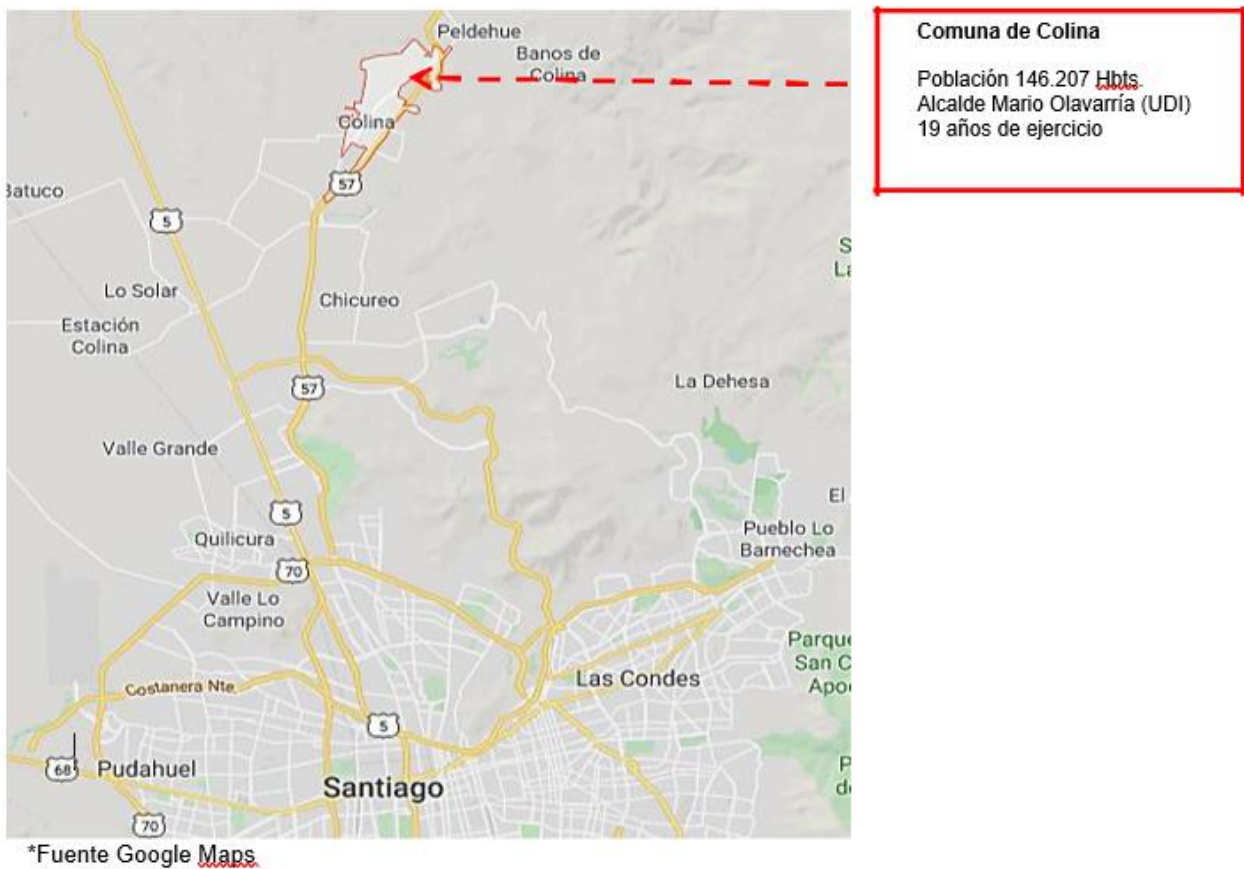 Peldehue
Banos de
Colina
Colina
57
Batuco
5
Lo Solar
Chicureo
Estación
Colina
57
La Dehesa
Valle Grande
El
5
Quilicura
Pueblo Lo
Barnechea
70
Valle Lo
Campino
Parque
San C
Apo
Las Condes
Costanera Nte.
5
68
Pudahuel
Santiago
70
*Fuente Google Maps
Comuna de Colina
Población 146.207 Hbts.
Alcalde Mario Olavarría (UDI)
19 años de ejercicio